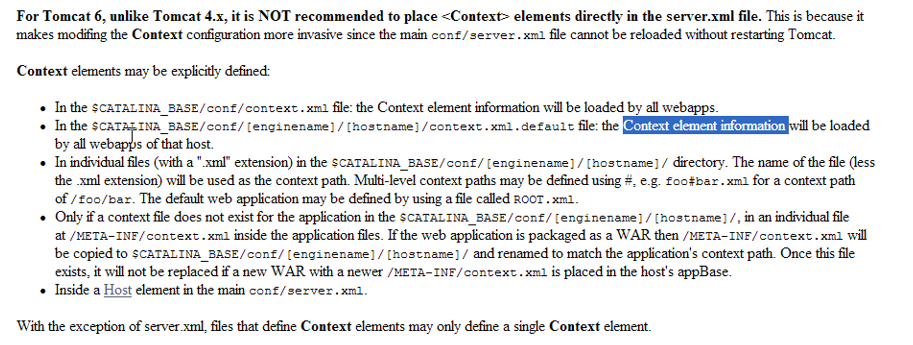 For Tomcat 6, unlike Tomcat 4.x, it is NOT recommended to place <Context> elements directly in the server.xml file. This is because it
makes modifing the Context configuration more invasive since the main conf/server.xml file cannot be reloaded without restarting Tomcat.
Context elements may be explicitly defined:
• In the $CATALINA_BASE/conf/context.xml file: the Context element information will be loaded by all webapps.
• In the $CATALINA_BASE/conf/[enginename]/[hostname]/context.xml.default file: the Context element information will be loaded
by all webapps of that host.
• In individual files (with a ".xml" extension) in the $CATALINA_BASE/conf/[enginename]/[hostname]/ directory. The name of the file (less
the .xml extension) will be used as the context path. Multi-level context paths may be defined using #, e.g. foo#bar.xml for a context path
of /foo/bar. The default web application may be defined by using a file called ROOT.xml.
• Only if a context file does not exist for the application in the $CATALINA_BASE/conf/[enginename]/[hostname]/, in an individual file
at /META-INF/context.xml inside the application files. If the web application is packaged as a WAR then /META-INF/context.xml will
be copied to $CATALINA_BASE/conf/[enginename]/[hostname]/ and renamed to match the application's context path. Once this file
exists, it will not be replaced if a new WAR with a newer /META-INF/context.xml is placed in the host's appBase.
• Inside a Host element in the main conf/server.xml.
With the exception of server.xml, files that define Context elements may only define a single Context element.